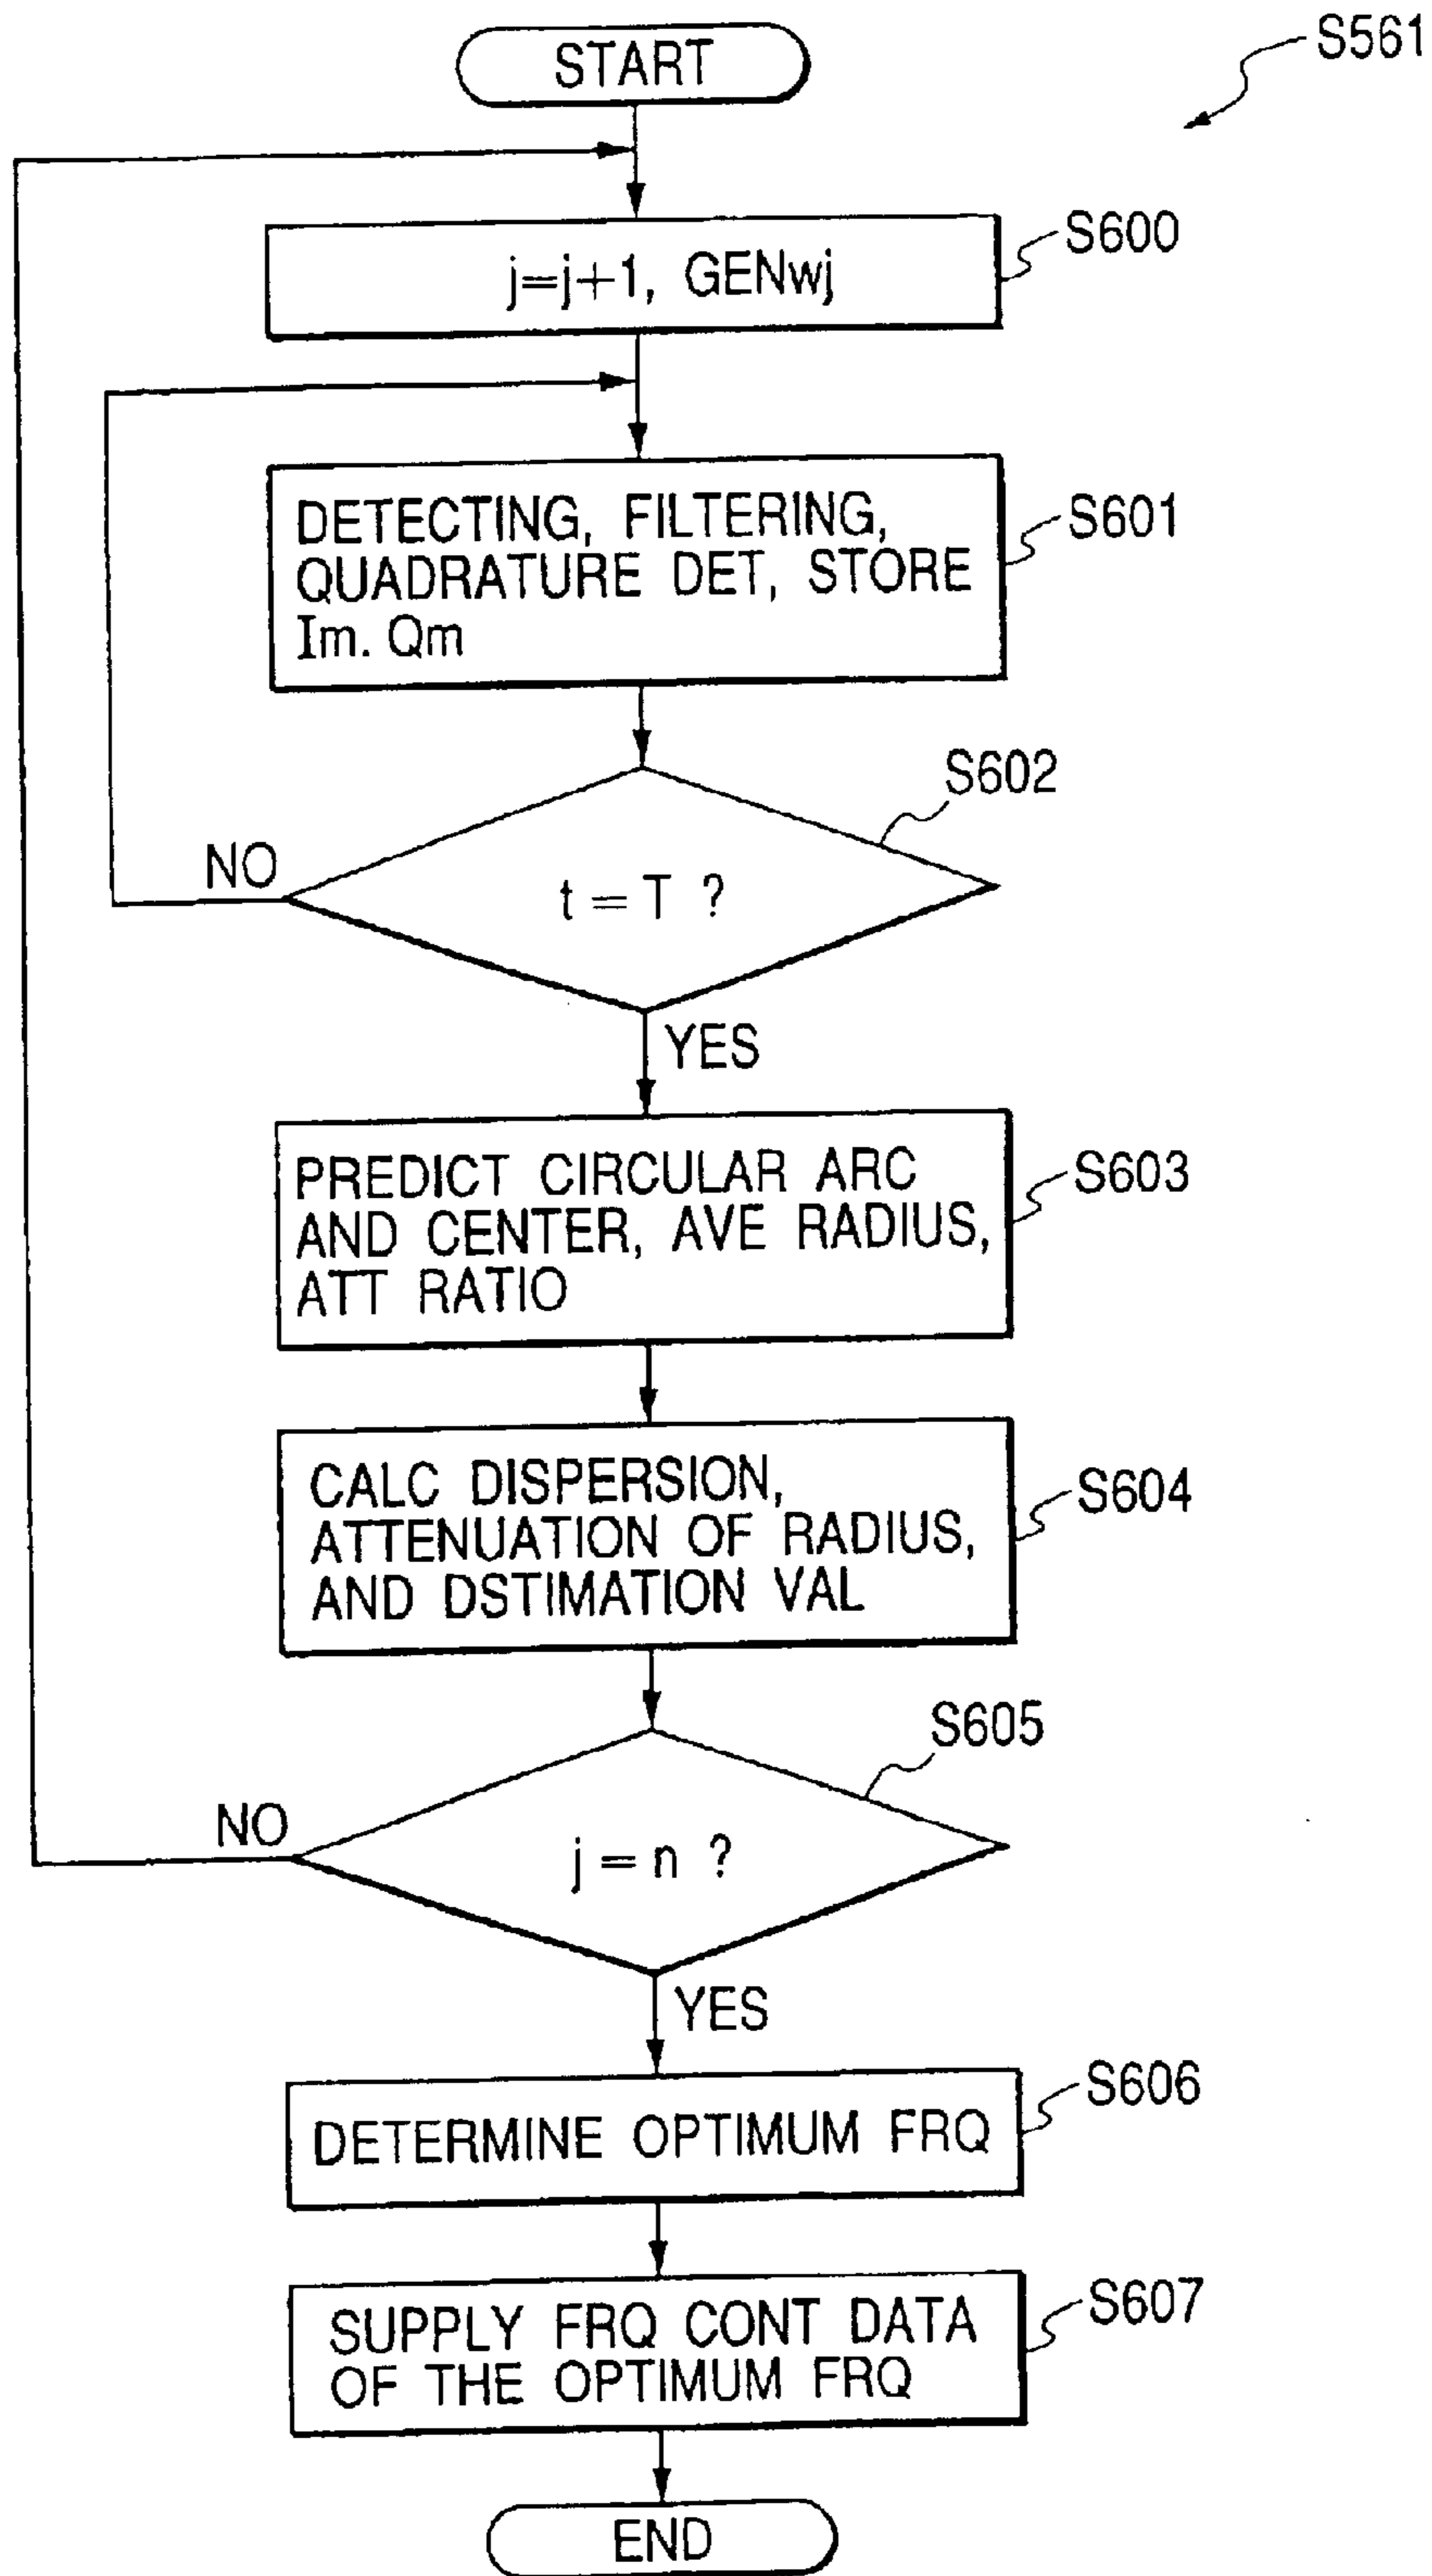 START
S561
j=j+1, GENwj
S600
DETECTING, FILTERING,
QUADRATURE DET, STORE
Im. Qm
S601
S602
t = T ?
NO
YES
PREDICT CIRCULAR ARC
AND CENTER, AVE RADIUS,
ATT RATIO
S603
CALC DISPERSION,
ATTENUATION OF RADIUS,
AND DSTIMATION VAL
S604
S605
j = n ?
NO
YES
DETERMINE OPTIMUM FRQ
S606
SUPPLY FRQ CONT DATA
OF THE OPTIMUM FRQ
S607
END